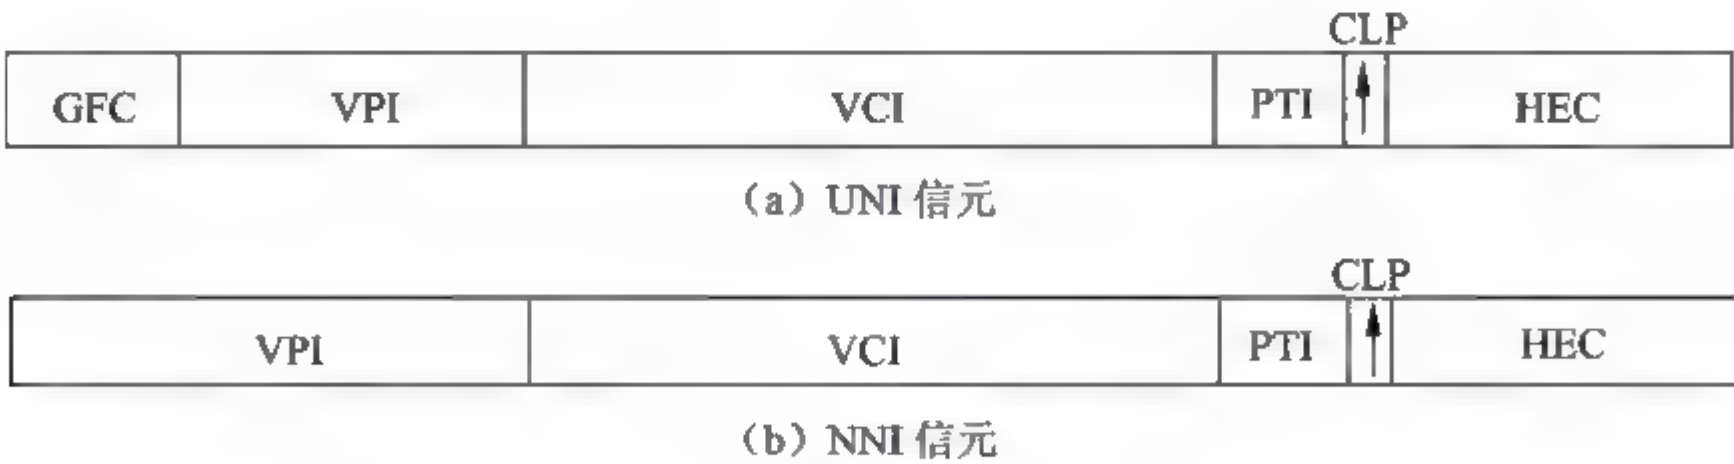 CLP
GFC VPI VCI PTI HEC
（a）UNI 信元
CLP
VPI VCI PTI HEC
（b）NNI 信元